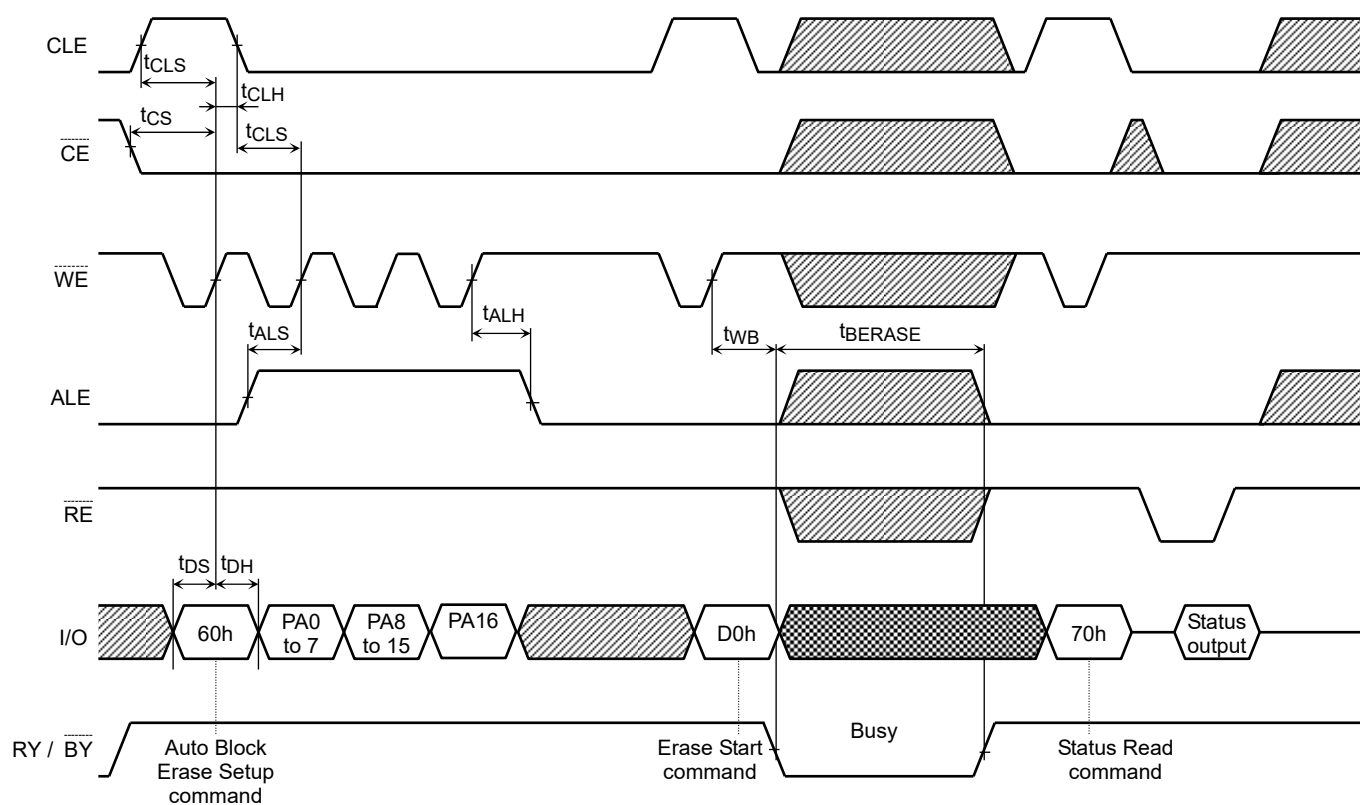 CLE
tCLS
tCLH
tCS
tCLS
CE
WE
tALS
tALH
tWB
tBERASE
ALE
RE
tDS
tDH
I/O
60h
PA0
to 7
PA8
to 15
PA16
D0h
70h
Status
output
RY / BY
Busy
Auto Block
Erase Setup
command
Erase Start
command
Status Read
command